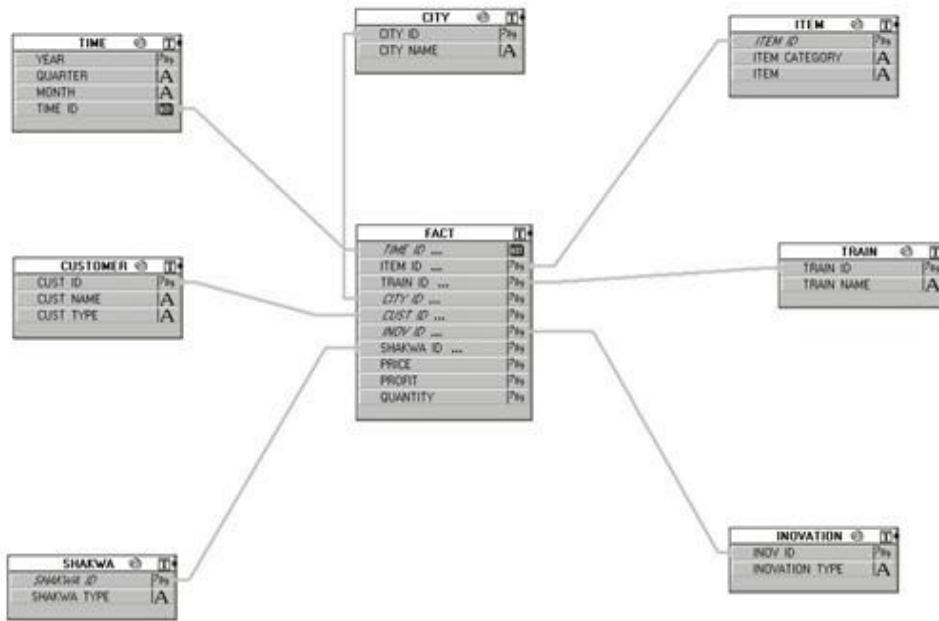 TIME
YEAR
QUARTER A
MONTH A
TIME ID
CITY
CITY ID
CITY NAME A
ITEM
ITEM ID
ITEM CATEGORY A
ITEM A
CUSTOMER
CUST ID
CUST NAME A
CUST TYPE A
FACT
TIME ID ...
ITEM ID ...
TRAIN ID ...
CITY ID ...
CUST ID ...
INOV ID ...
SHAKWA ID ...
PRICE
PROFIT
QUANTITY
TRAIN
TRAIN ID
TRAIN NAME A
SHAKWA
SHAKWA ID
SHAKWA TYPE A
INOVATION
INOV ID
INOVATION TYPE A